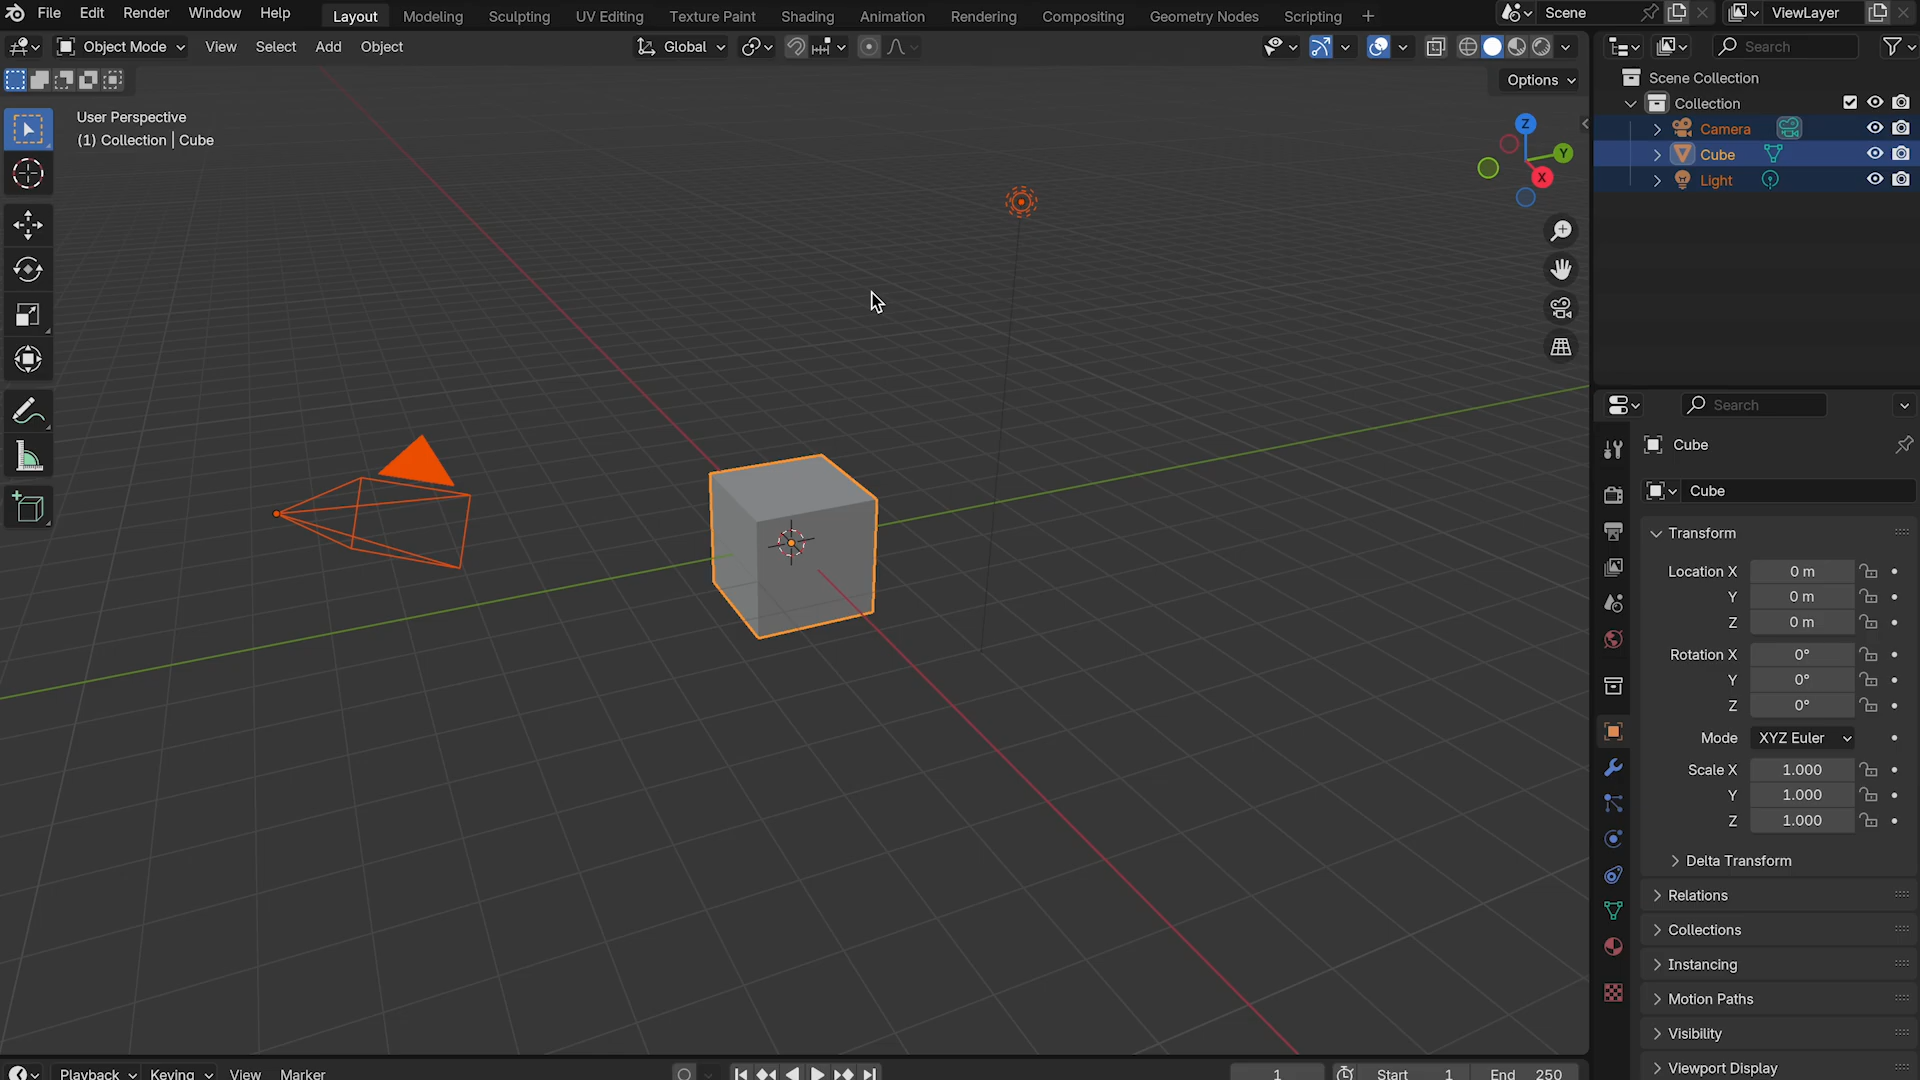 File Edit Render Window Help Layout Modeling Sculpting UV Editing Texture Paint Shading Animation Rendering Compositing Geometry Nodes Scripting + Scene ViewLayer
Object Mode View Select Add Object Global Search
Options
User Perspective
(1) Collection | Cube
Z
Y
X
Scene Collection
Collection
Camera
Cube
Light
Search
Cube
Cube
Transform
Location X 0 m
Y 0 m
Z 0 m
Rotation X 0°
Y 0°
Z 0°
Mode XYZ Euler
Scale X 1.000
Y 1.000
Z 1.000
Delta Transform
Relations
Collections
Instancing
Motion Paths
Visibility
Viewport Display
Playback Keying View Marker 1 Start 1 End 250